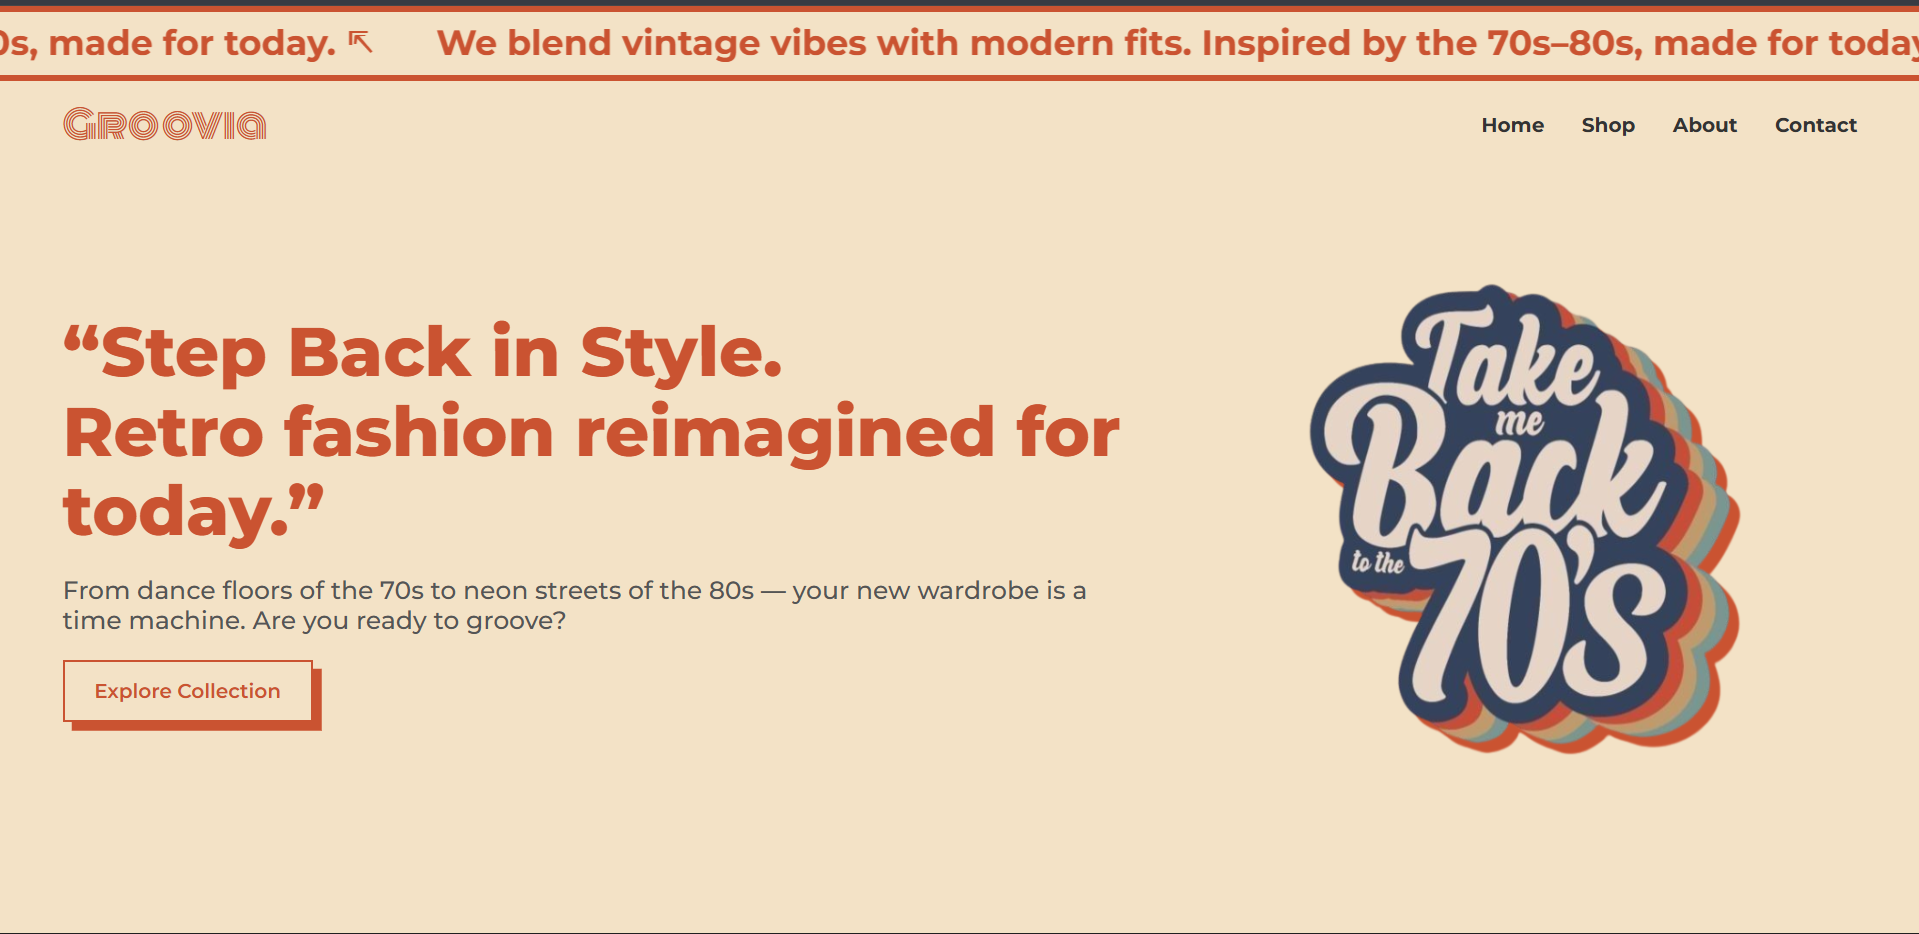 0s, made for today. ↖ We blend vintage vibes with modern fits. Inspired by the 70s–80s, made for today
Groovia
Home Shop About Contact
“Step Back in Style.
Retro fashion reimagined for
today.”
From dance floors of the 70s to neon streets of the 80s — your new wardrobe is a
time machine. Are you ready to groove?
Explore Collection
Take
me
Back
to the
70's